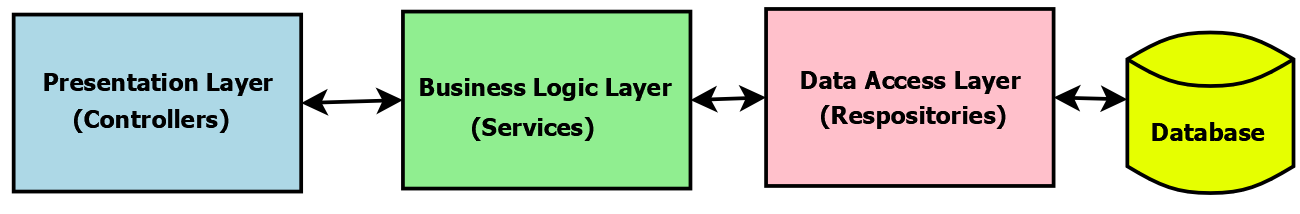 Presentation Layer
(Controllers)
Business Logic Layer
(Services)
Data Access Layer
(Respositories)
Database